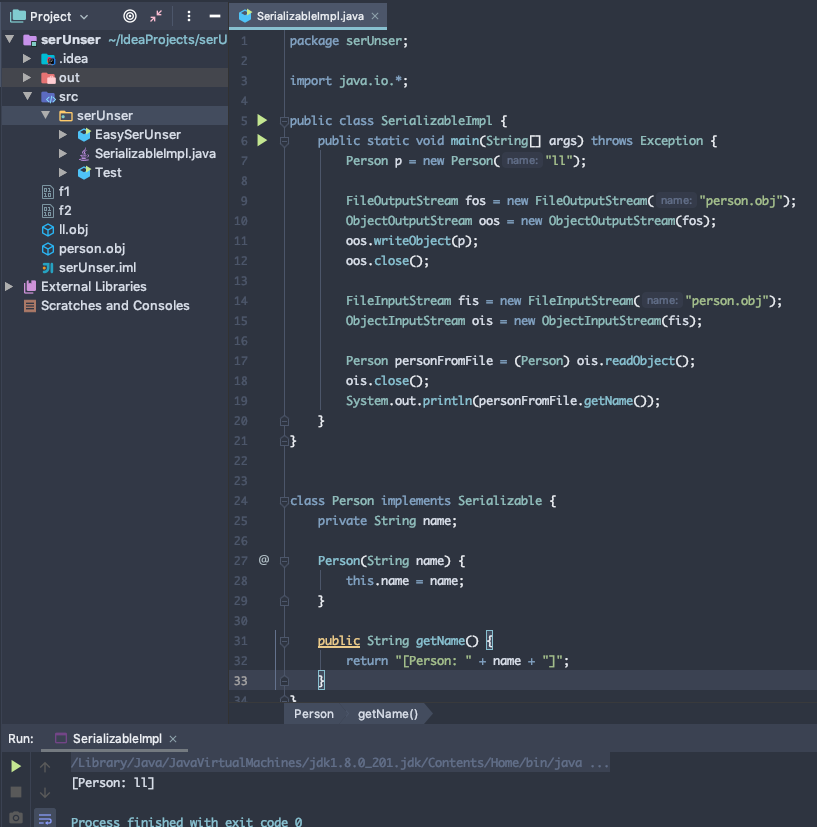 Project
serUnser ~/IdeaProjects/serU
.idea
out
src
serUnser
EasySerUnser
SerializableImpl.java
Test
f1
f2
ll.obj
person.obj
serUnser.iml
External Libraries
Scratches and Consoles
SerializableImpl.java
1 package serUnser;
2
3 import java.io.*;
4
5 public class SerializableImpl {
6 public static void main(String[] args) throws Exception {
7 Person p = new Person( name: "ll");
8
9 FileOutputStream fos = new FileOutputStream( name: "person.obj");
10 ObjectOutputStream oos = new ObjectOutputStream(fos);
11 oos.writeObject(p);
12 oos.close();
13
14 FileInputStream fis = new FileInputStream( name: "person.obj");
15 ObjectInputStream ois = new ObjectInputStream(fis);
16
17 Person personFromFile = (Person) ois.readObject();
18 ois.close();
19 System.out.println(personFromFile.getName());
20 }
21 }
22
23
24 class Person implements Serializable {
25 private String name;
26
27 @ Person(String name) {
28 this.name = name;
29 }
30
31 public String getName() {
32 return "[Person: " + name + "]";
33 }
34 }
Person getName()
Run: SerializableImpl
/Library/Java/JavaVirtualMachines/jdk1.8.0_201.jdk/Contents/Home/bin/java ...
[Person: ll]
Process finished with exit code 0